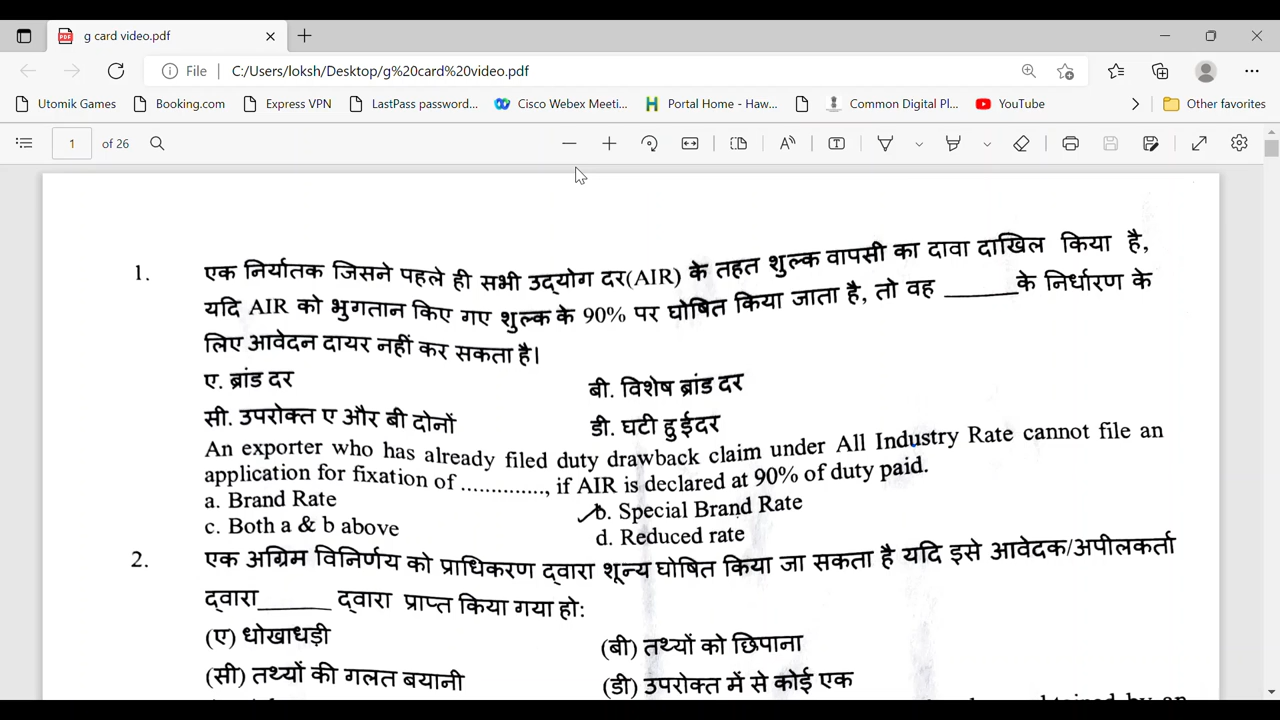 g card video.pdf
File C:/Users/loksh/Desktop/g%20card%20video.pdf
Utomik Games Booking.com Express VPN LastPass password... Cisco Webex Meeti... Portal Home - Haw... Common Digital Pl... YouTube Other favorites
1 of 26
1. एक निर्यातक जिसने पहले ही सभी उद्योग दर(AIR) के तहत शुल्क वापसी का दावा दाखिल किया है,
यदि AIR को भुगतान किए गए शुल्क के 90% पर घोषित किया जाता है, तो वह _______के निर्धारण के
लिए आवेदन दायर नहीं कर सकता है।
ए. ब्रांड दर बी. विशेष ब्रांड दर
सी. उपरोक्त ए और बी दोनों डी. घटी हुईदर
An exporter who has already filed duty drawback claim under All Industry Rate cannot file an
application for fixation of .............., if AIR is declared at 90% of duty paid.
a. Brand Rate b. Special Brand Rate
c. Both a & b above d. Reduced rate
2. एक अग्रिम विनिर्णय को प्राधिकरण द्वारा शून्य घोषित किया जा सकता है यदि इसे आवेदक/अपीलकर्ता
द्वारा_______ द्वारा प्राप्त किया गया हो:
(ए) धोखाधड़ी (बी) तथ्यों को छिपाना
(सी) तथ्यों की गलत बयानी (डी) उपरोक्त में से कोई एक